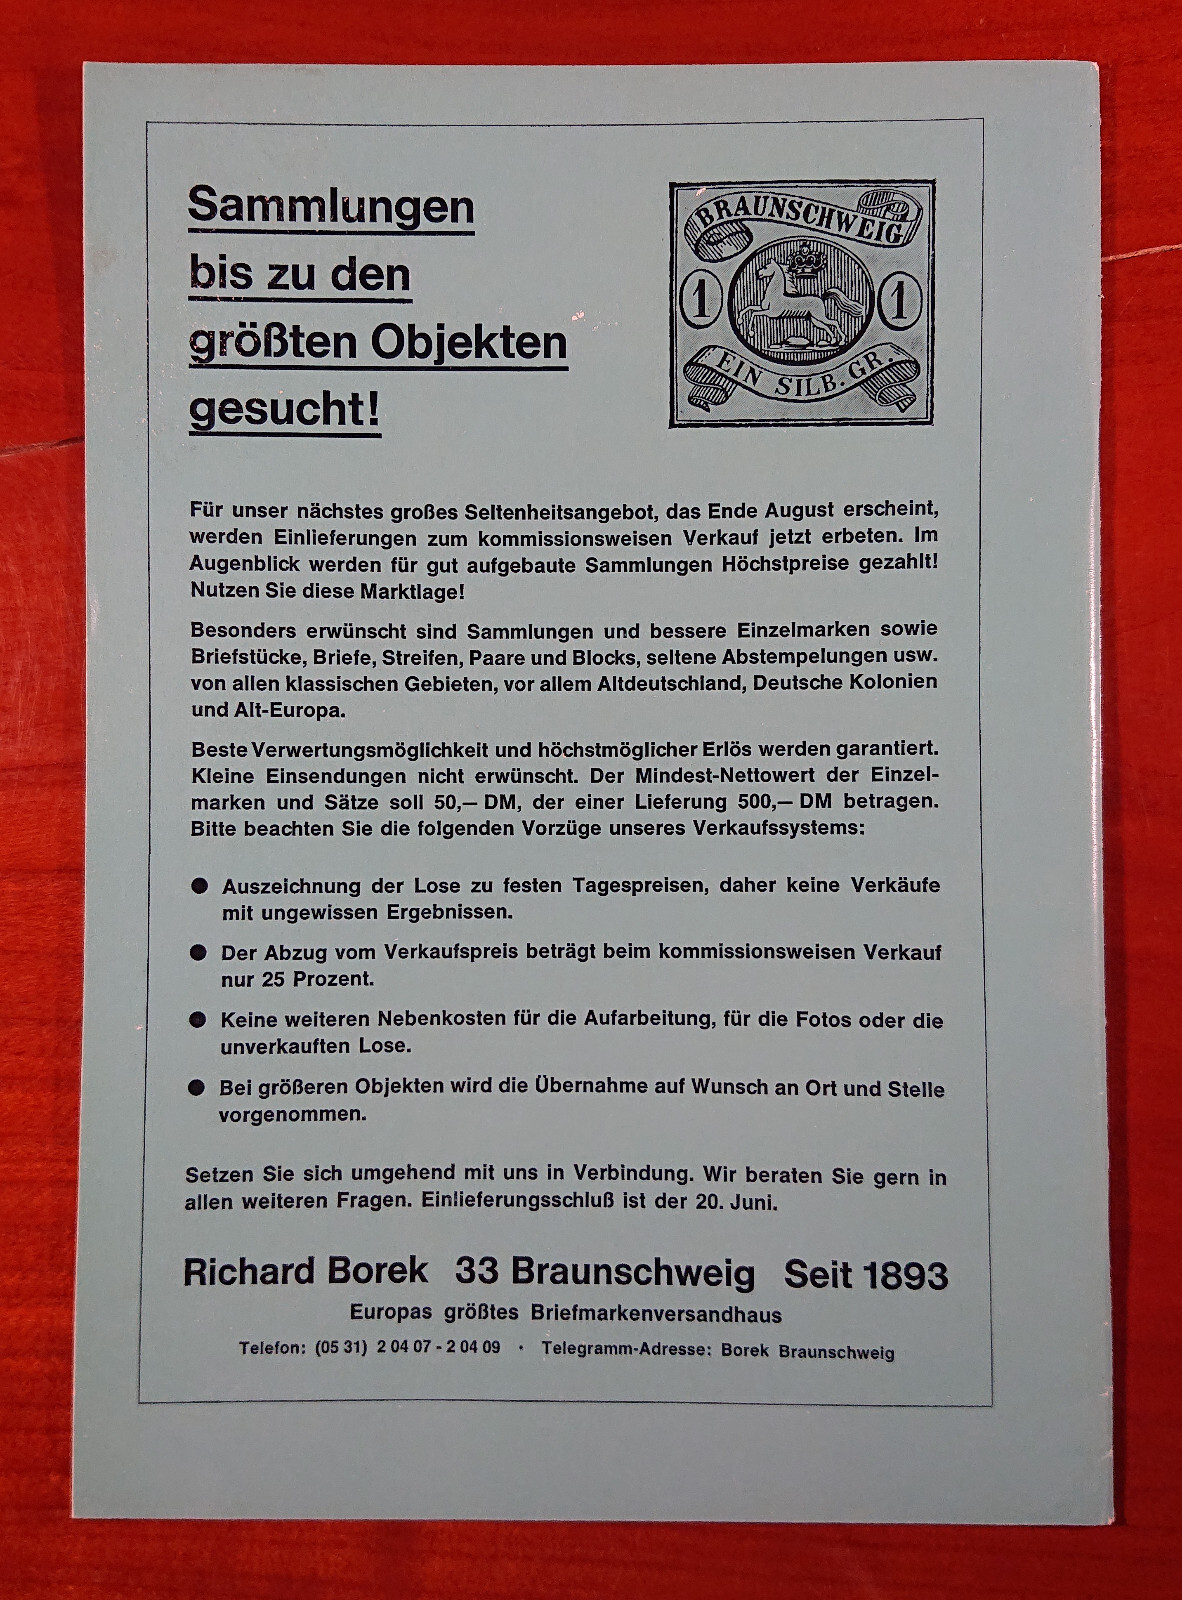 Sammlungen
bis zu den
größten Objekten
gesucht!
BRAUNSCHWEIG
1 1
EIN SILB. GR.
Für unser nächstes großes Seltenheitsangebot, das Ende August erscheint,
werden Einlieferungen zum kommissionsweisen Verkauf jetzt erbeten. Im
Augenblick werden für gut aufgebaute Sammlungen Höchstpreise gezahlt!
Nutzen Sie diese Marktlage!
Besonders erwünscht sind Sammlungen und bessere Einzelmarken sowie
Briefstücke, Briefe, Streifen, Paare und Blocks, seltene Abstempelungen usw.
von allen klassischen Gebieten, vor allem Altdeutschland, Deutsche Kolonien
und Alt-Europa.
Beste Verwertungsmöglichkeit und höchstmöglicher Erlös werden garantiert.
Kleine Einsendungen nicht erwünscht. Der Mindest-Nettowert der Einzel-
marken und Sätze soll 50,— DM, der einer Lieferung 500,— DM betragen.
Bitte beachten Sie die folgenden Vorzüge unseres Verkaufssystems:
● Auszeichnung der Lose zu festen Tagespreisen, daher keine Verkäufe
mit ungewissen Ergebnissen.
● Der Abzug vom Verkaufspreis beträgt beim kommissionsweisen Verkauf
nur 25 Prozent.
● Keine weiteren Nebenkosten für die Aufarbeitung, für die Fotos oder die
unverkauften Lose.
● Bei größeren Objekten wird die Übernahme auf Wunsch an Ort und Stelle
vorgenommen.
Setzen Sie sich umgehend mit uns in Verbindung. Wir beraten Sie gern in
allen weiteren Fragen. Einlieferungsschluß ist der 20. Juni.
Richard Borek 33 Braunschweig Seit 1893
Europas größtes Briefmarkenversandhaus
Telefon: (05 31) 2 04 07 - 2 04 09 · Telegramm-Adresse: Borek Braunschweig